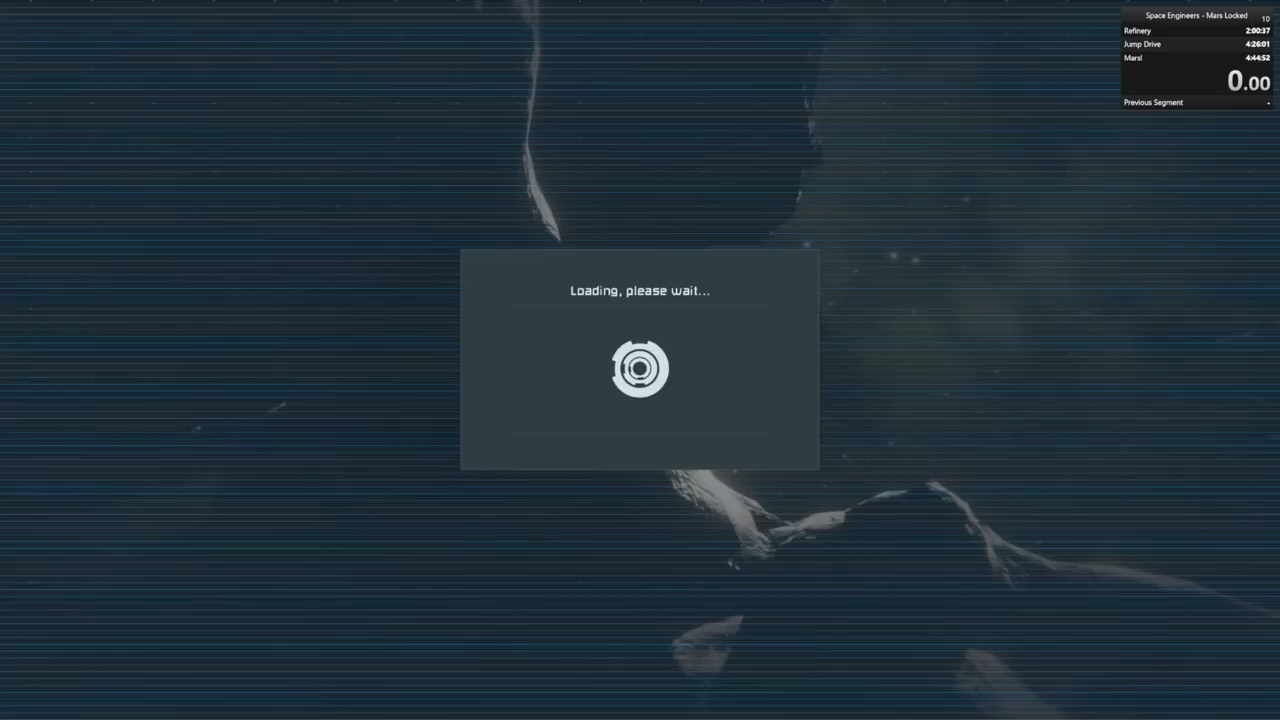 Space Engineers - Mars Locked 10
Refinery 2:00:37
Jump Drive 4:26:01
Mars! 4:44:52
0.00
Previous Segment -
Loading, please wait...